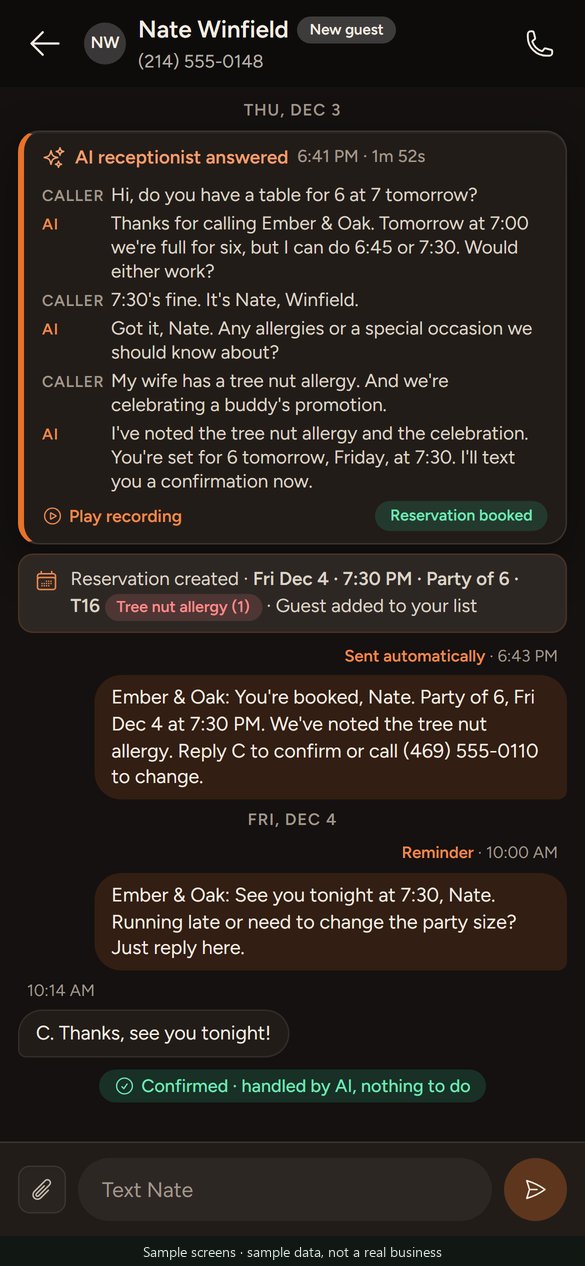 NW
Nate Winfield New guest
(214) 555-0148
THU, DEC 3
AI receptionist answered 6:41 PM · 1m 52s
CALLER Hi, do you have a table for 6 at 7 tomorrow?
AI Thanks for calling Ember & Oak. Tomorrow at 7:00
we're full for six, but I can do 6:45 or 7:30. Would
either work?
CALLER 7:30's fine. It's Nate, Winfield.
AI Got it, Nate. Any allergies or a special occasion we
should know about?
CALLER My wife has a tree nut allergy. And we're
celebrating a buddy's promotion.
AI I've noted the tree nut allergy and the celebration.
You're set for 6 tomorrow, Friday, at 7:30. I'll text
you a confirmation now.
Play recording Reservation booked
Reservation created · Fri Dec 4 · 7:30 PM · Party of 6 ·
T16 Tree nut allergy (1) · Guest added to your list
Sent automatically · 6:43 PM
Ember & Oak: You're booked, Nate. Party of 6, Fri
Dec 4 at 7:30 PM. We've noted the tree nut
allergy. Reply C to confirm or call (469) 555-0110
to change.
FRI, DEC 4
Reminder · 10:00 AM
Ember & Oak: See you tonight at 7:30, Nate.
Running late or need to change the party size?
Just reply here.
10:14 AM
C. Thanks, see you tonight!
Confirmed · handled by AI, nothing to do
Text Nate
Sample screens · sample data, not a real business